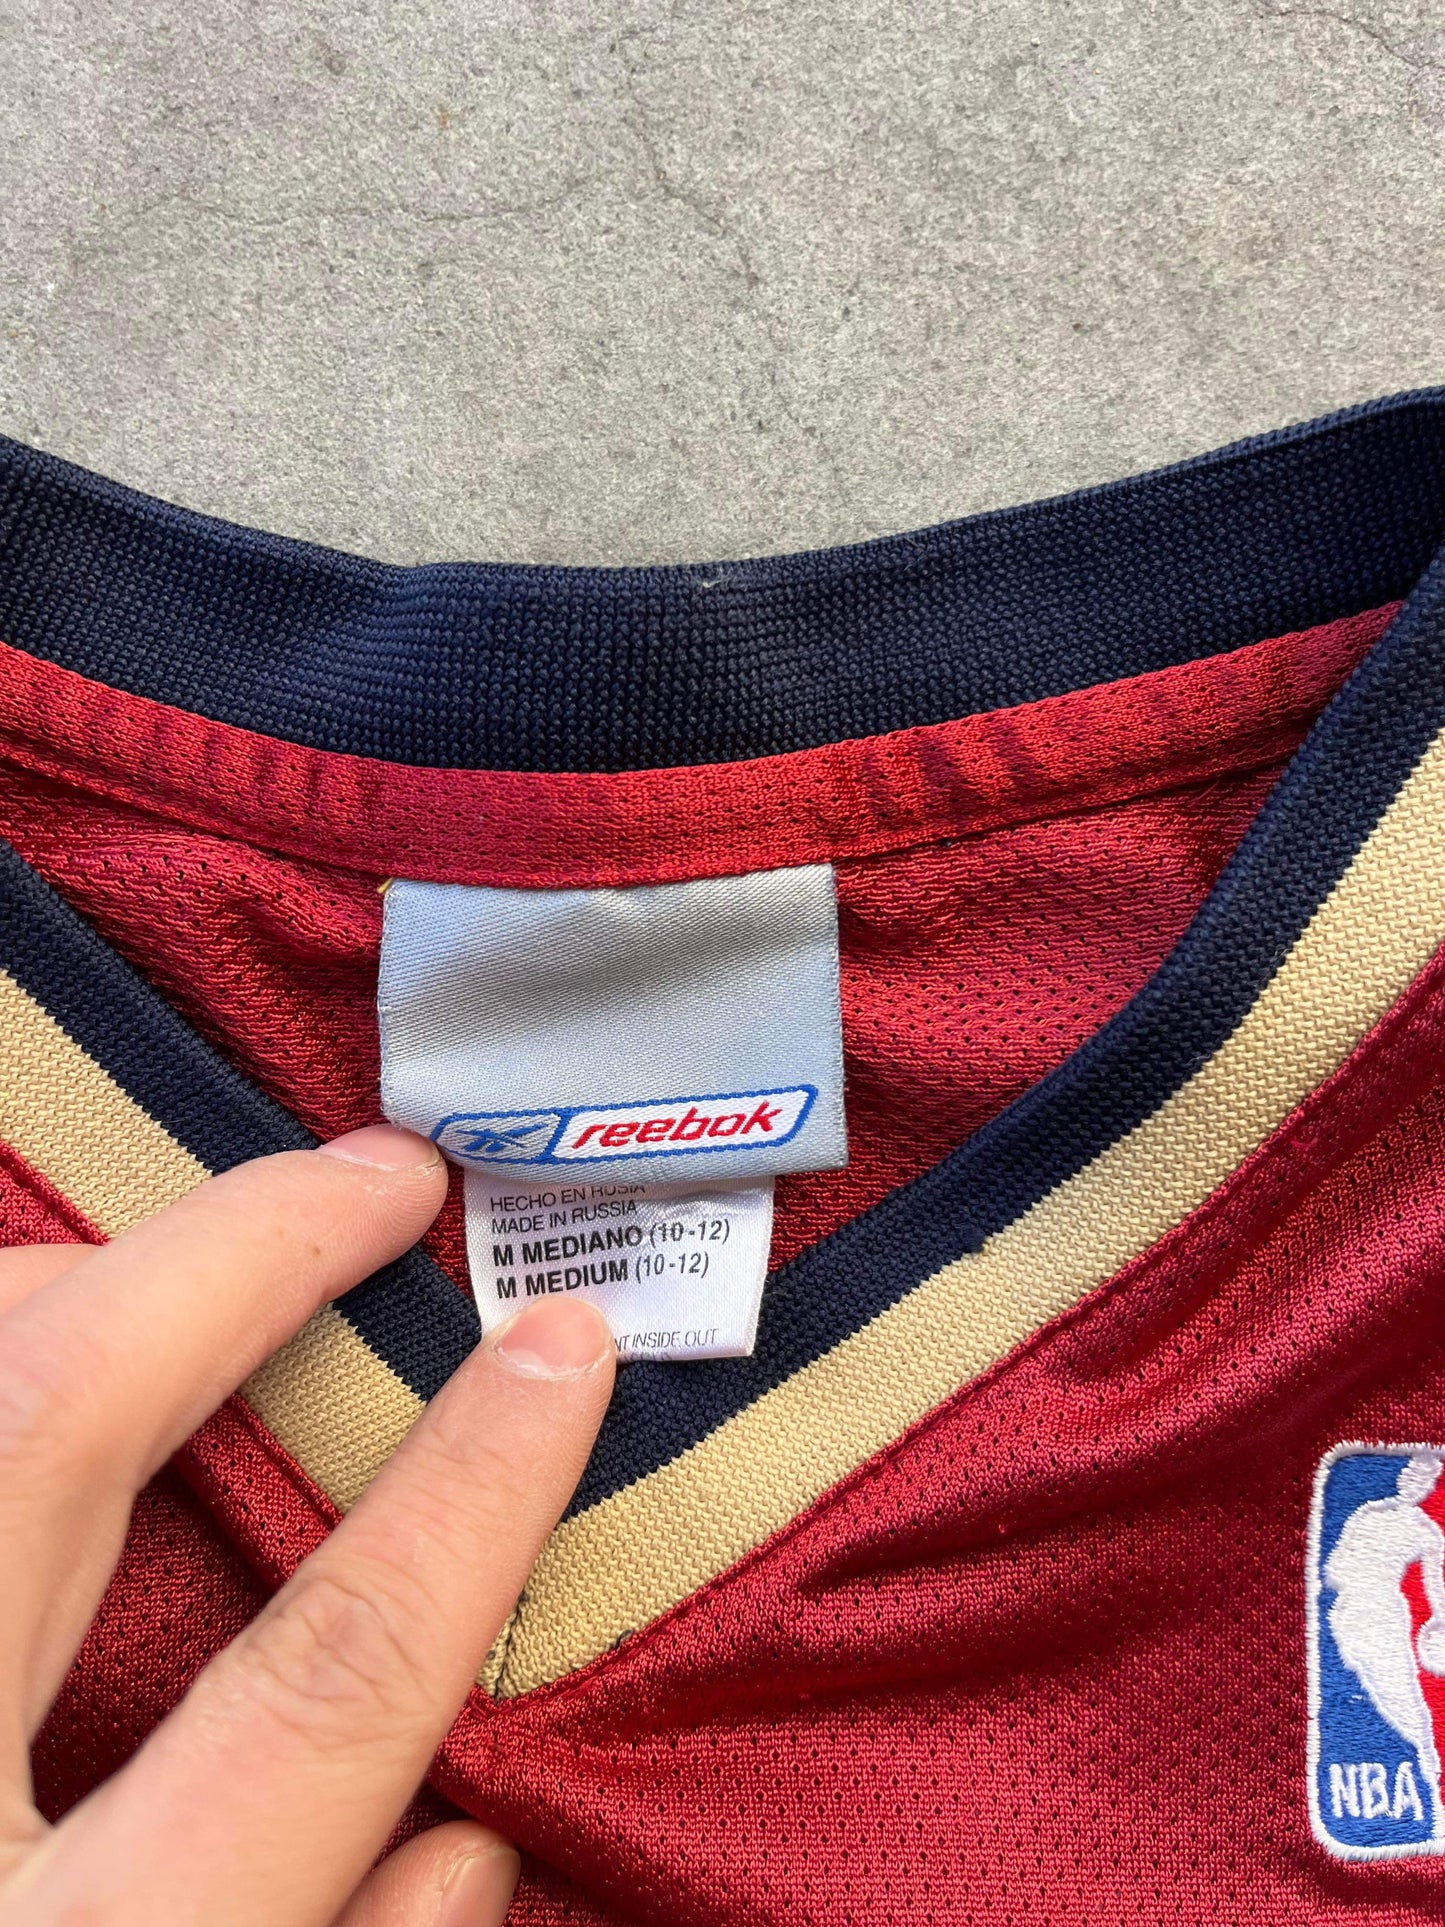 reebok
HECHO EN RUSIA
MADE IN RUSSIA
M MEDIANO (10-12)
M MEDIUM (10-12)
INSIDE OUT
NBA